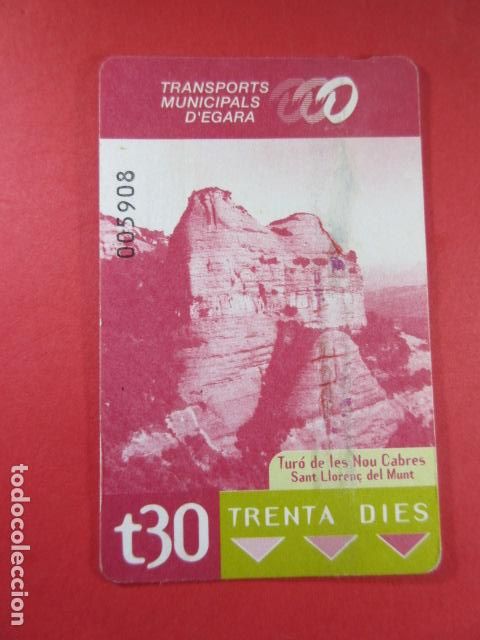 TRANSPORTS
MUNICIPALS
D'EGARA
005908
Turó de les Nou Cabres
Sant Llorenç del Munt
t30 TRENTA DIES
todocoleccion